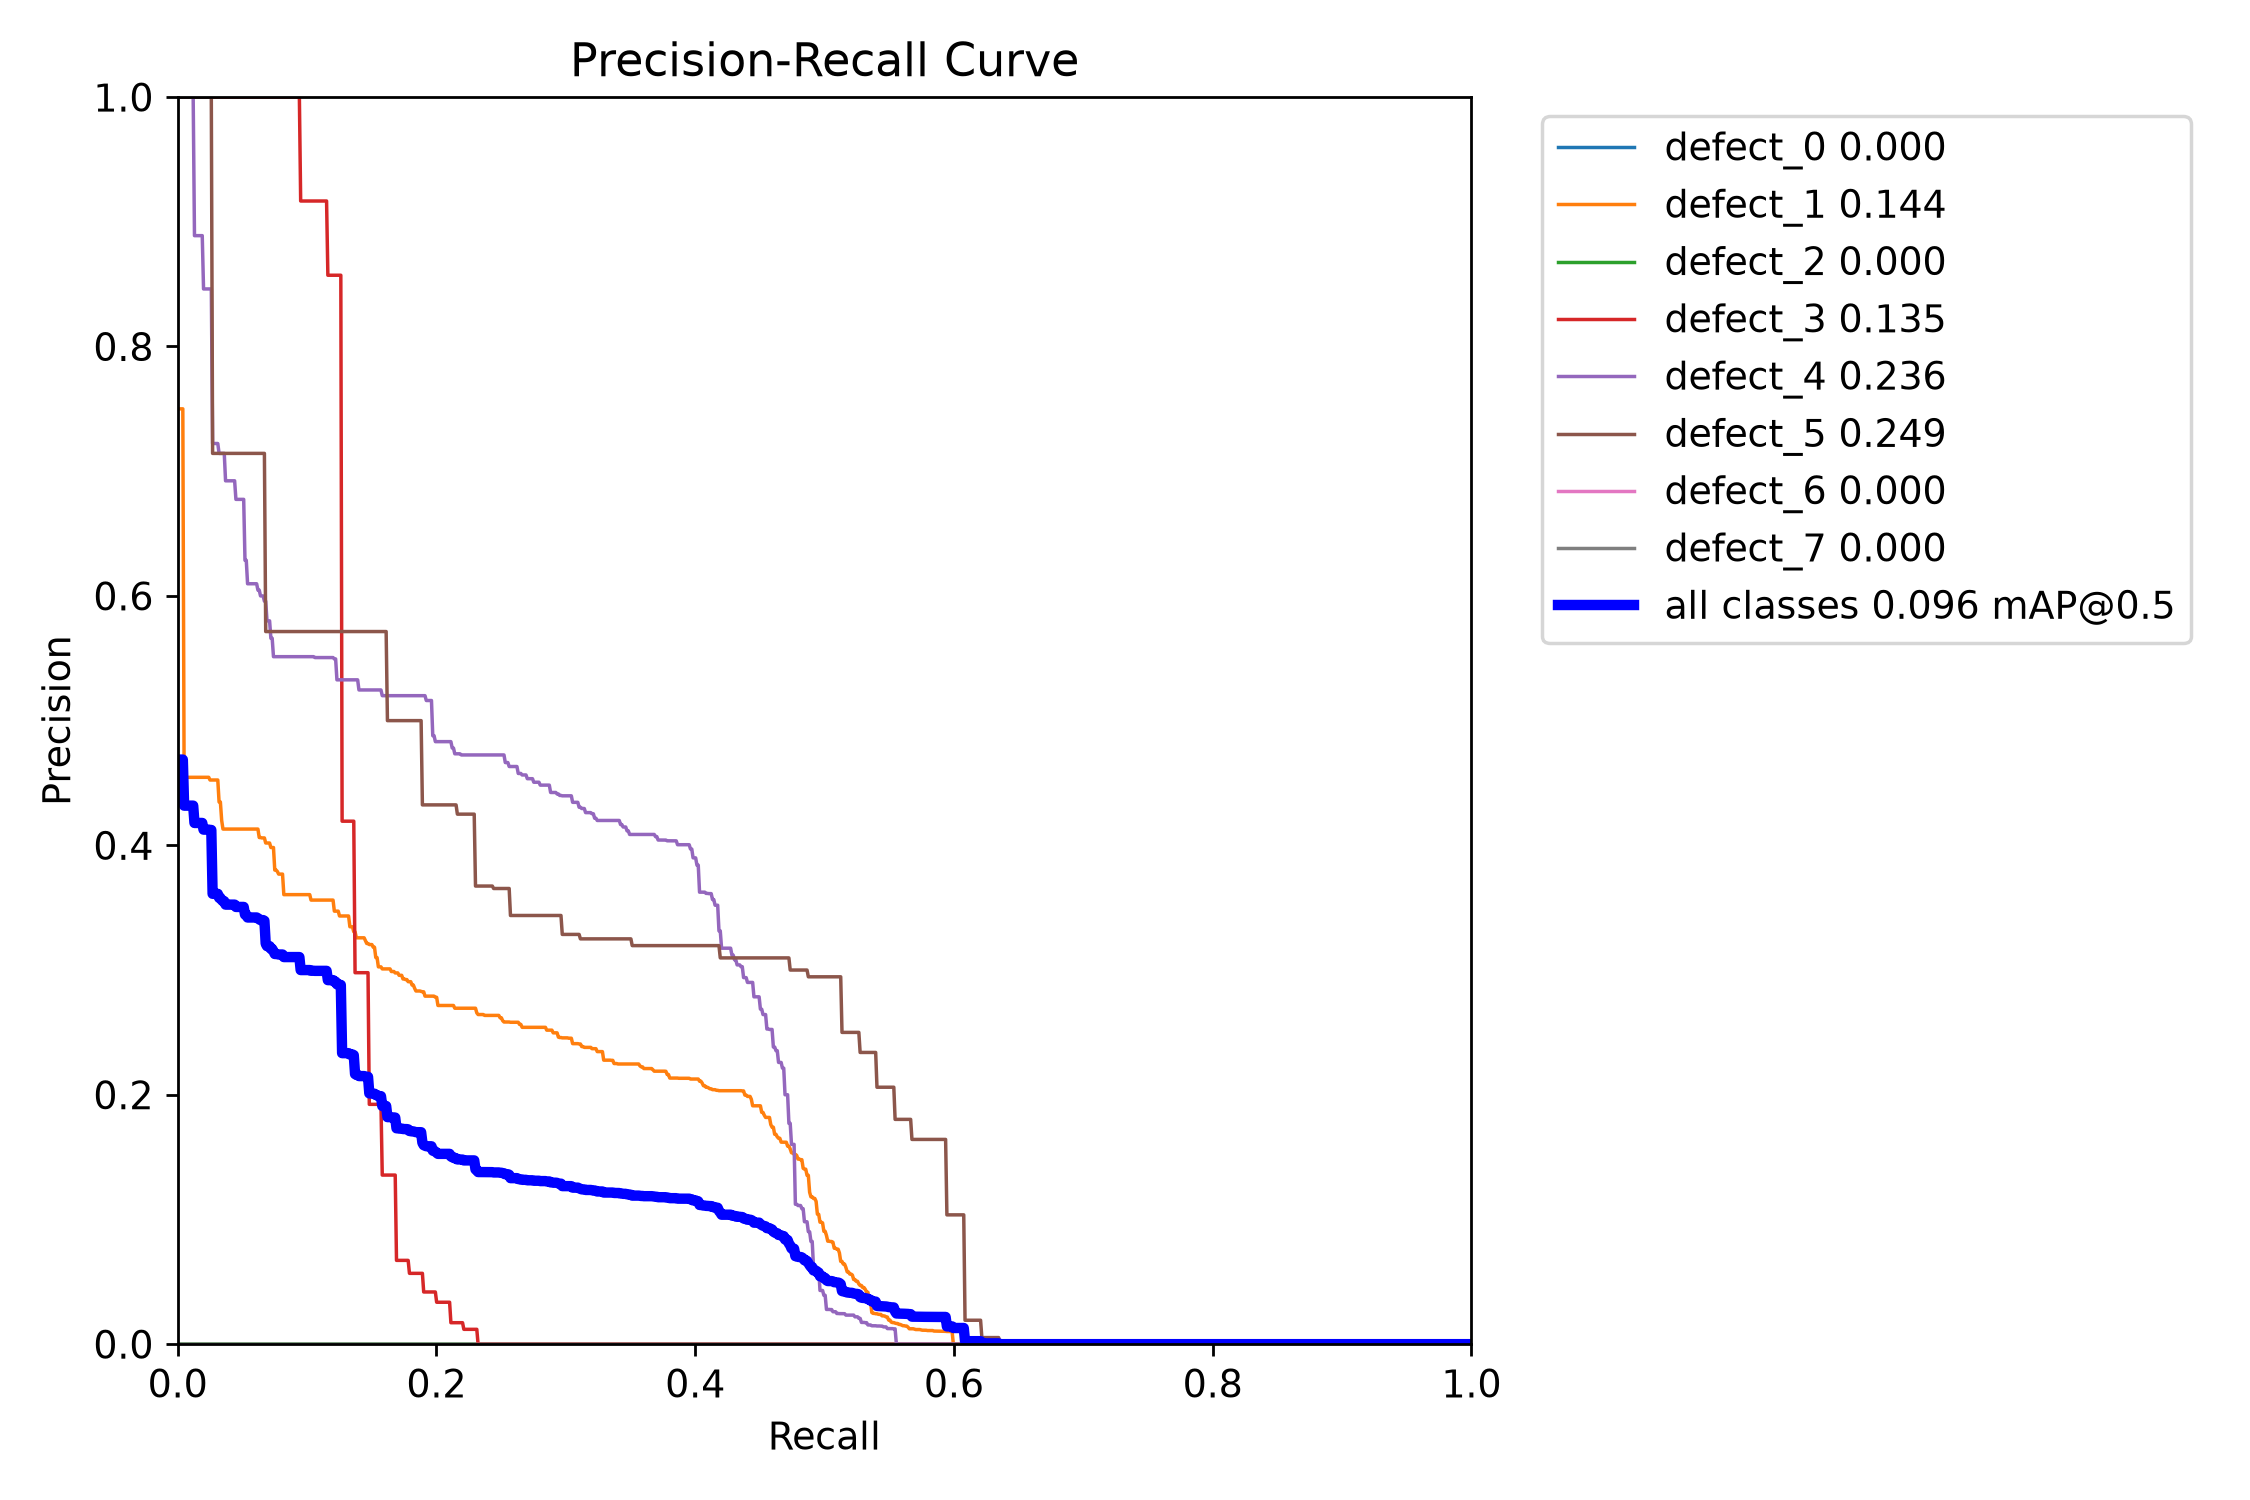 Precision-Recall Curve
1.0
0.8
0.6
0.4
0.2
0.0
Precision
0.0 0.2 0.4 0.6 0.8 1.0
Recall
defect_0 0.000
defect_1 0.144
defect_2 0.000
defect_3 0.135
defect_4 0.236
defect_5 0.249
defect_6 0.000
defect_7 0.000
all classes 0.096 mAP@0.5